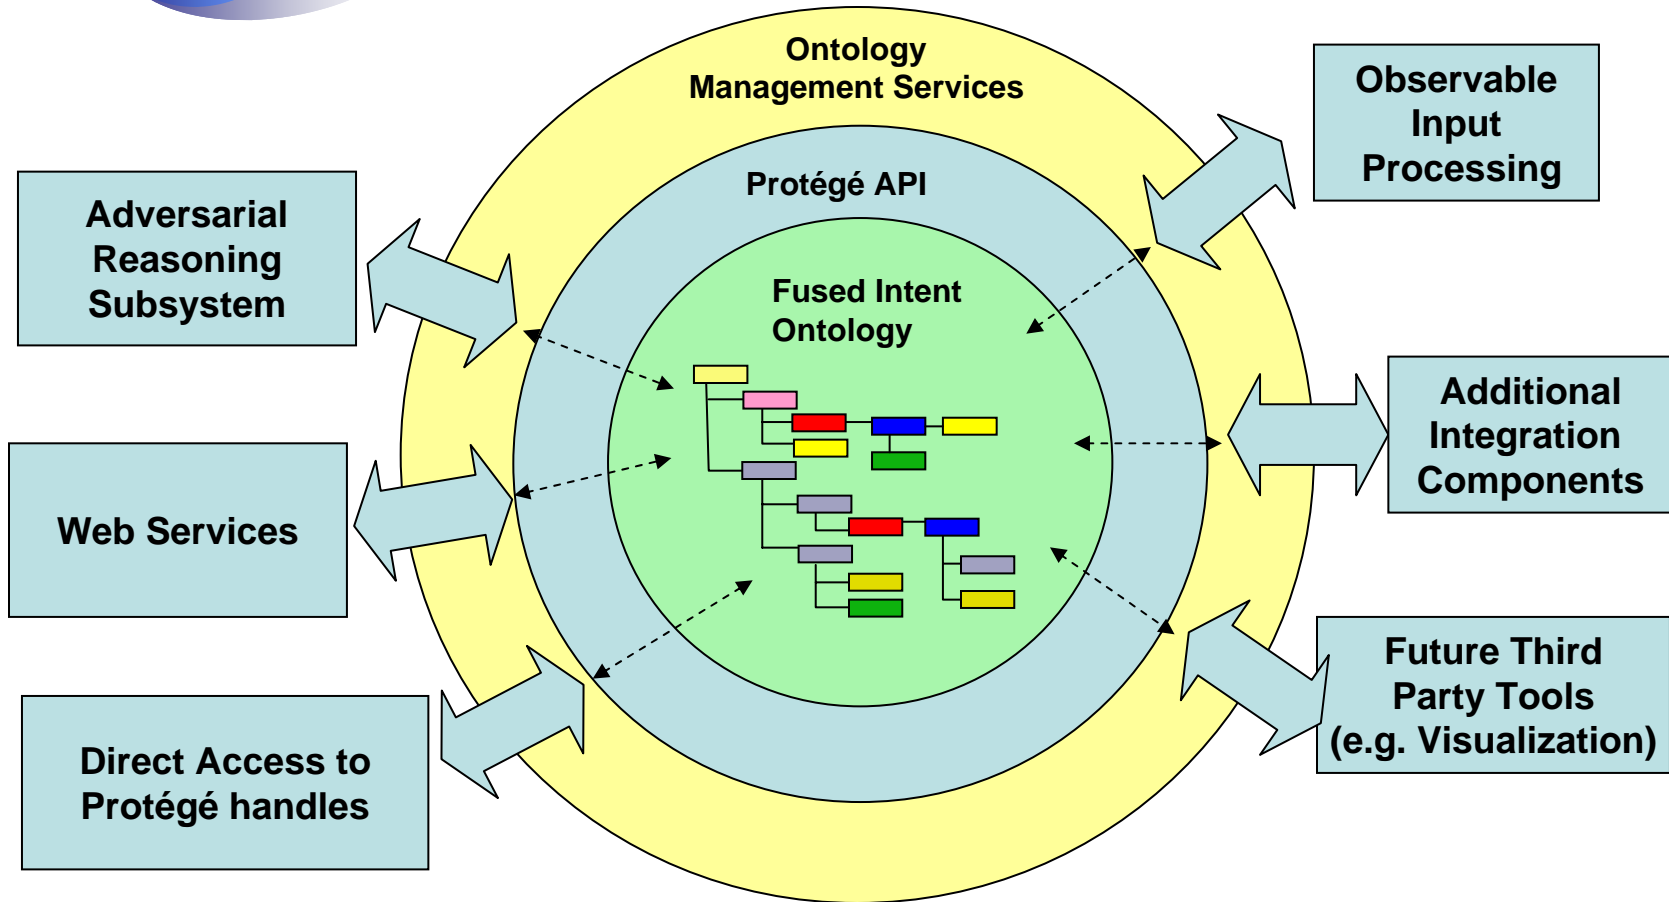 Ontology
Management Services
Protégé API
Fused Intent
Ontology
Adversarial
Reasoning
Subsystem
Web Services
Direct Access to
Protégé handles
Observable
Input
Processing
Additional
Integration
Components
Future Third
Party Tools
(e.g. Visualization)